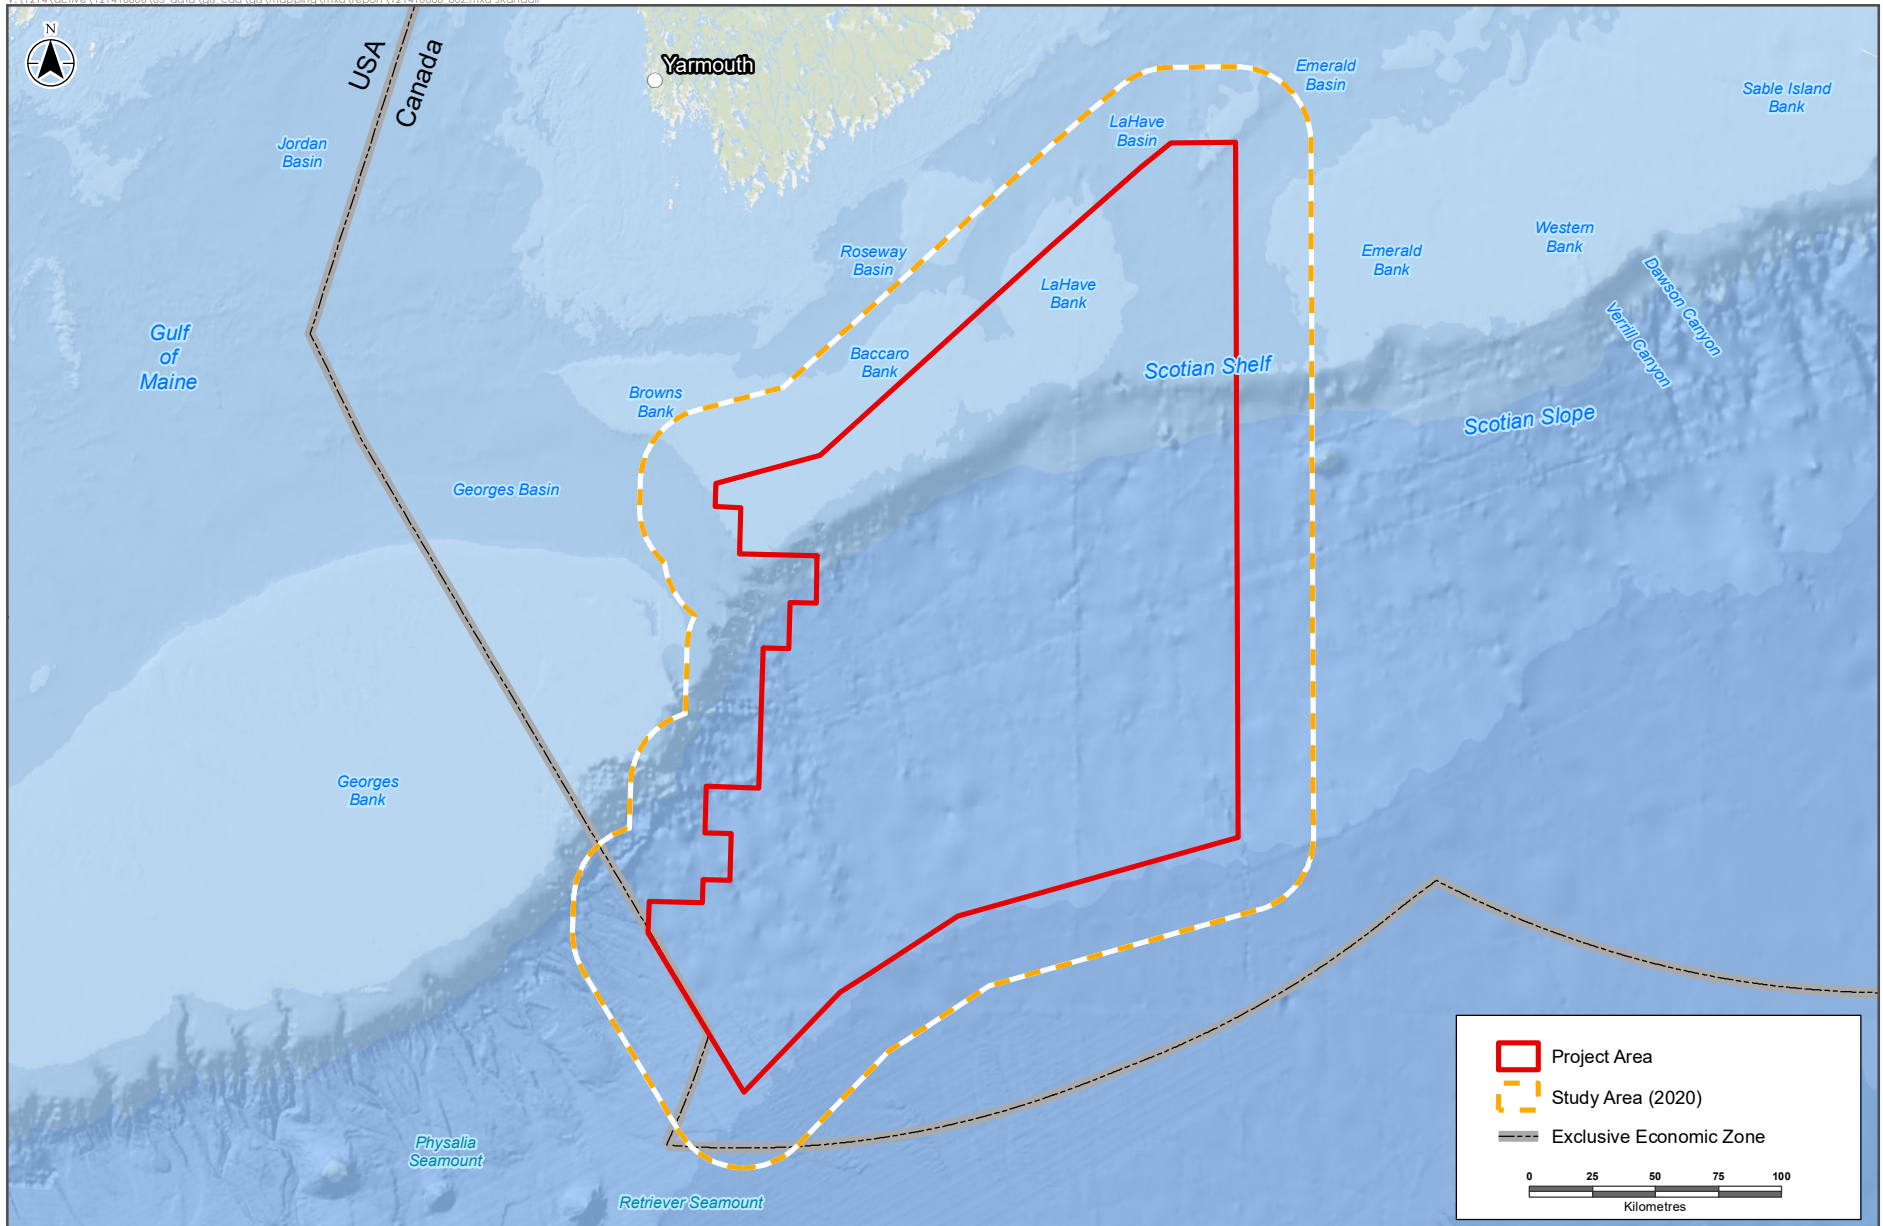 N
USA
Canada
Yarmouth
Emerald
Basin
Sable Island
Bank
LaHave
Basin
Jordan
Basin
Roseway
Basin
Western
Bank
Emerald
Bank
Dawson Canyon
Verrill Canyon
LaHave
Bank
Gulf
of
Maine
Baccaro
Bank
Scotian Shelf
Browns
Bank
Scotian Slope
Georges Basin
Georges
Bank
Physalia
Seamount
Retriever Seamount
Project Area
Study Area (2020)
Exclusive Economic Zone
0 25 50 75 100
Kilometres